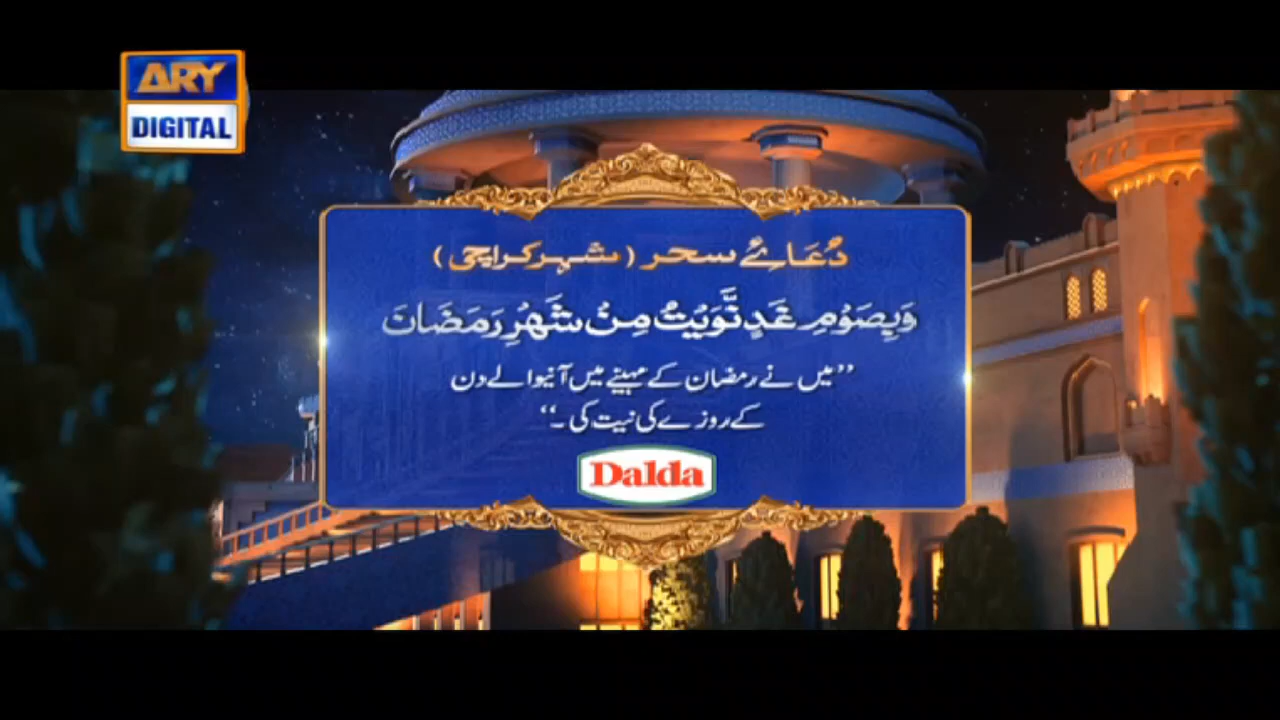 ARY
DIGITAL
دُعَائے سحر (شہر کراچی)
وَبِصَوْمِ غَدٍ نَّوَيْتُ مِنْ شَهْرِ رَمَضَانَ
”میں نے رمضان کے مہینے میں آنیوالے دن
کے روزے کی نیت کی۔“
Dalda